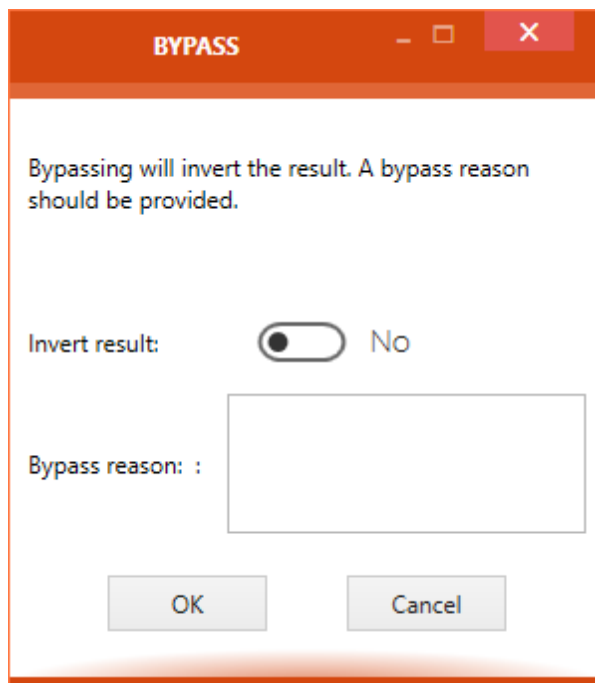 BYPASS
Bypassing will invert the result. A bypass reason
should be provided.
Invert result: No
Bypass reason: :
OK Cancel